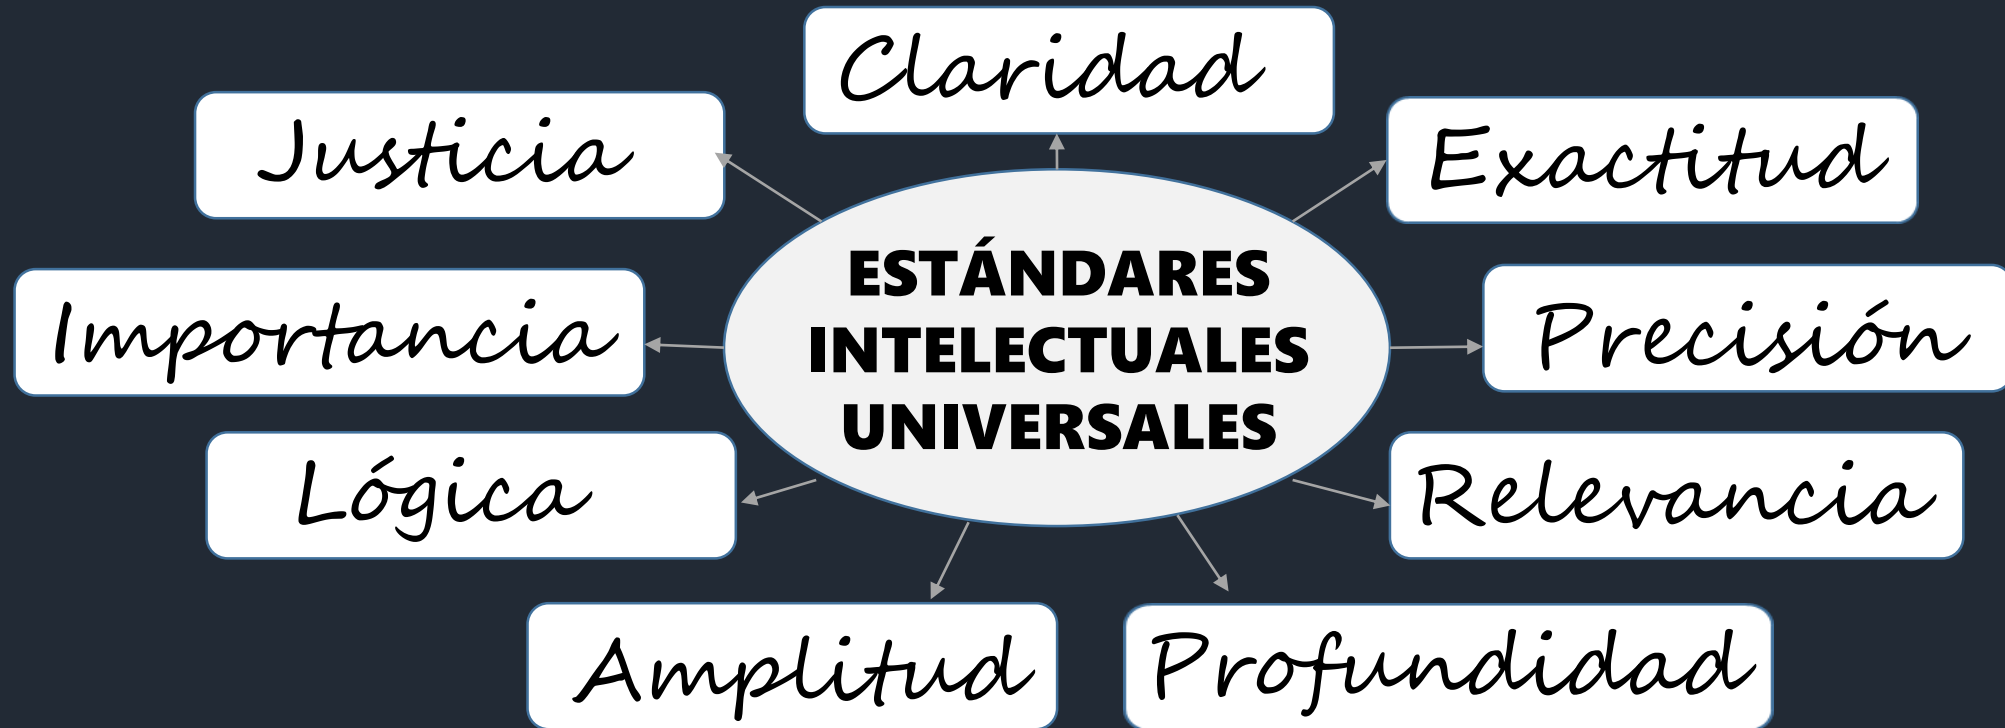 Claridad
Justicia
Exactitud
ESTÁNDARES
INTELECTUALES
UNIVERSALES
Importancia
Precisión
Lógica
Relevancia
Amplitud
Profundidad